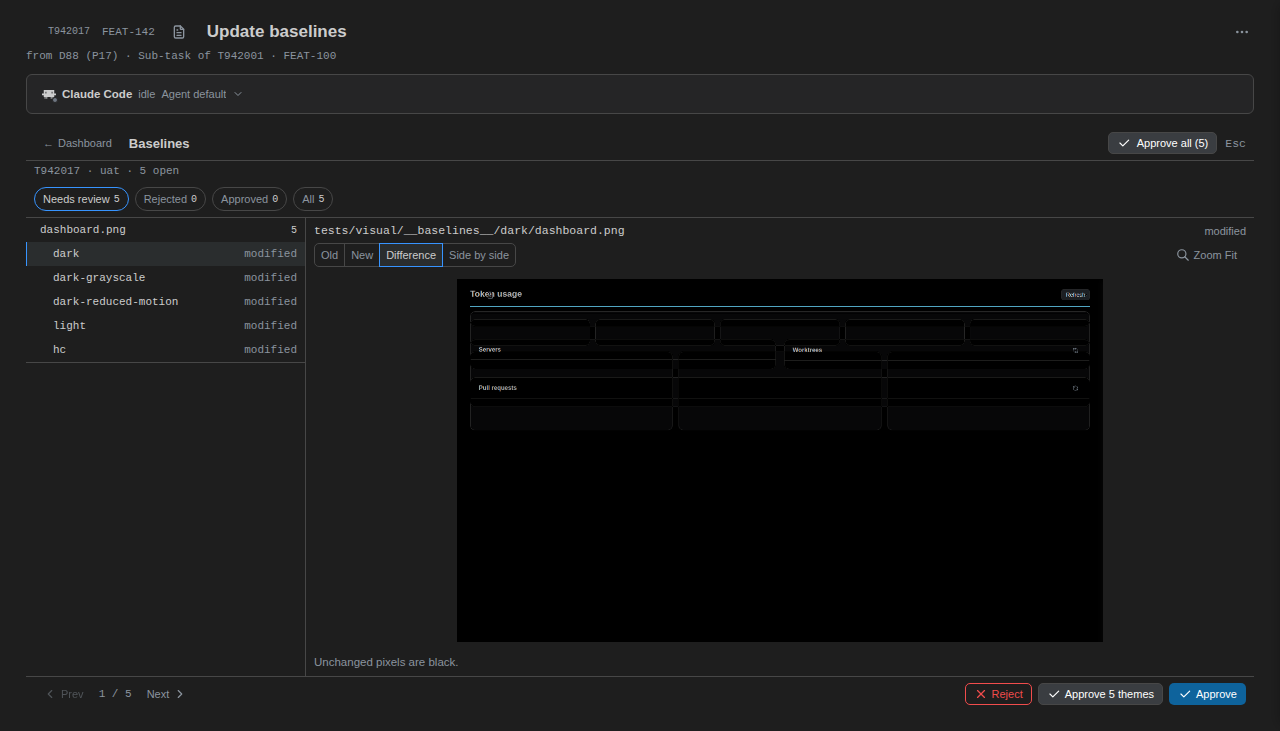 T942017 FEAT-142 Update baselines
from D88 (P17) · Sub-task of T942001 · FEAT-100
Claude Code idle Agent default
← Dashboard Baselines Approve all (5) Esc
T942017 · uat · 5 open
Needs review 5 Rejected 0 Approved 0 All 5
dashboard.png 5
dark modified
dark-grayscale modified
dark-reduced-motion modified
light modified
hc modified
tests/visual/__baselines__/dark/dashboard.png modified
Old New Difference Side by side Zoom Fit
Token usage Refresh
Servers Worktrees
Pull requests
Unchanged pixels are black.
Prev 1 / 5 Next Reject Approve 5 themes Approve